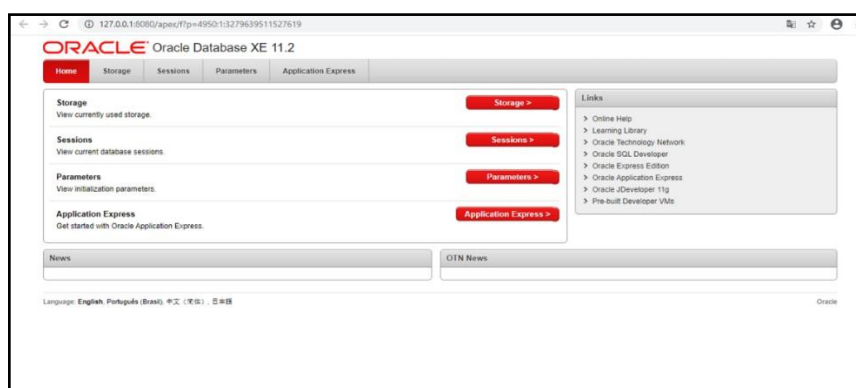 127.0.0.1:8080/apex/f?p=4950:1:3279639511527619
ORACLE Oracle Database XE 11.2
Home Storage Sessions Parameters Application Express
Storage
View currently used storage.
Storage >
Sessions
View current database sessions.
Sessions >
Parameters
View initialization parameters.
Parameters >
Application Express
Get started with Oracle Application Express.
Application Express >
Links
> Online Help
> Learning Library
> Oracle Technology Network
> Oracle SQL Developer
> Oracle Express Edition
> Oracle Application Express
> Oracle JDeveloper 11g
> Pre-built Developer VMs
News
OTN News
Language: English, Português (Brasil), 中文 (简体) , 日本語
Oracle